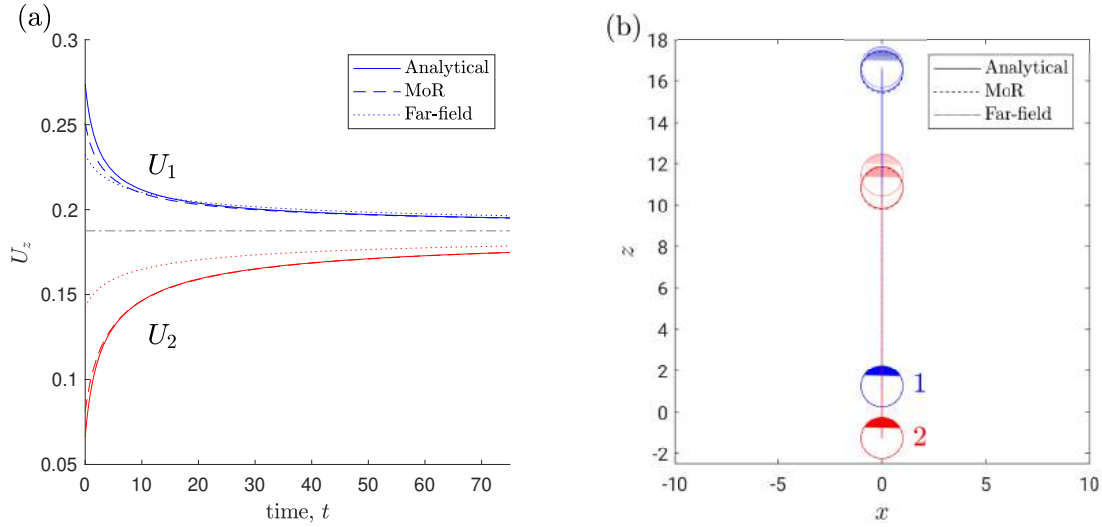 (a)
0.3
0.25
0.2
0.15
0.1
0.05
U_z
0 10 20 30 40 50 60 70
time, t
Analytical
MoR
Far-field
U_1
U_2
(b)
18
16
14
12
10
8
6
4
2
0
-2
z
-10 -5 0 5 10
x
Analytical
MoR
Far-field
1
2